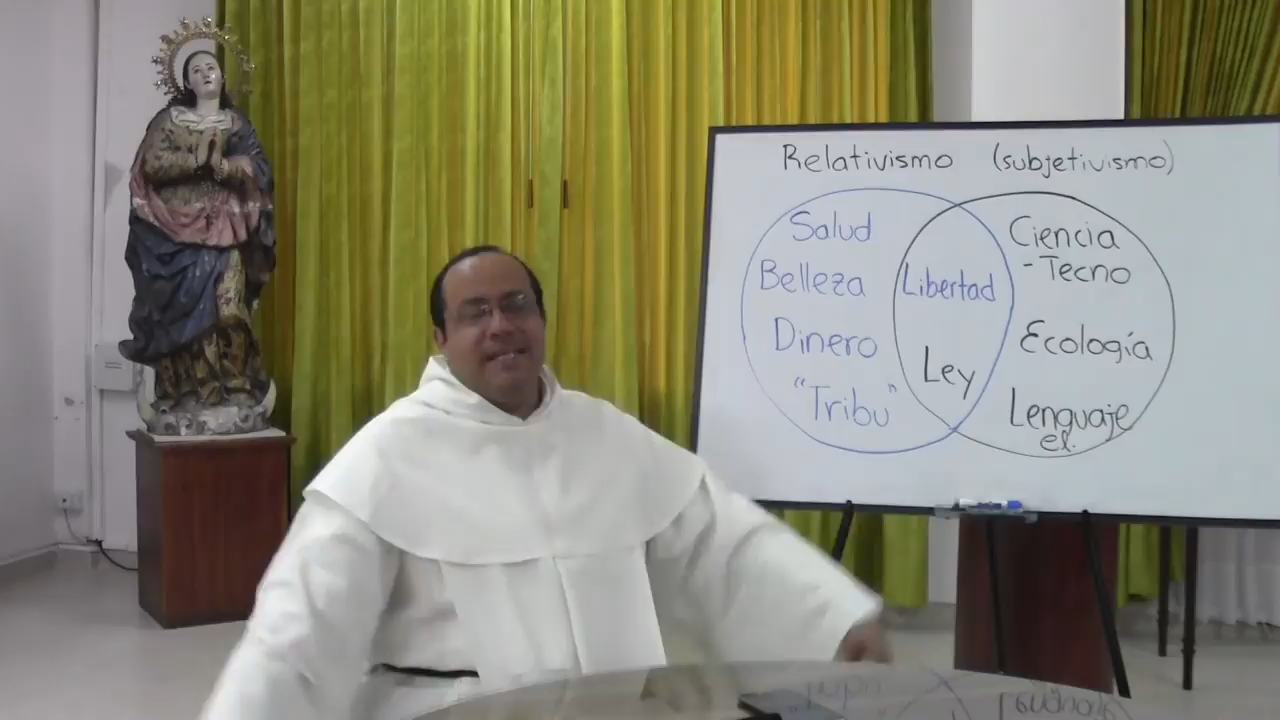 Relativismo (subjetivismo)
Salud
Belleza
Dinero
"Tribu"
Libertad
Ley
Ciencia
-Tecno
Ecología
Lenguaje
el.